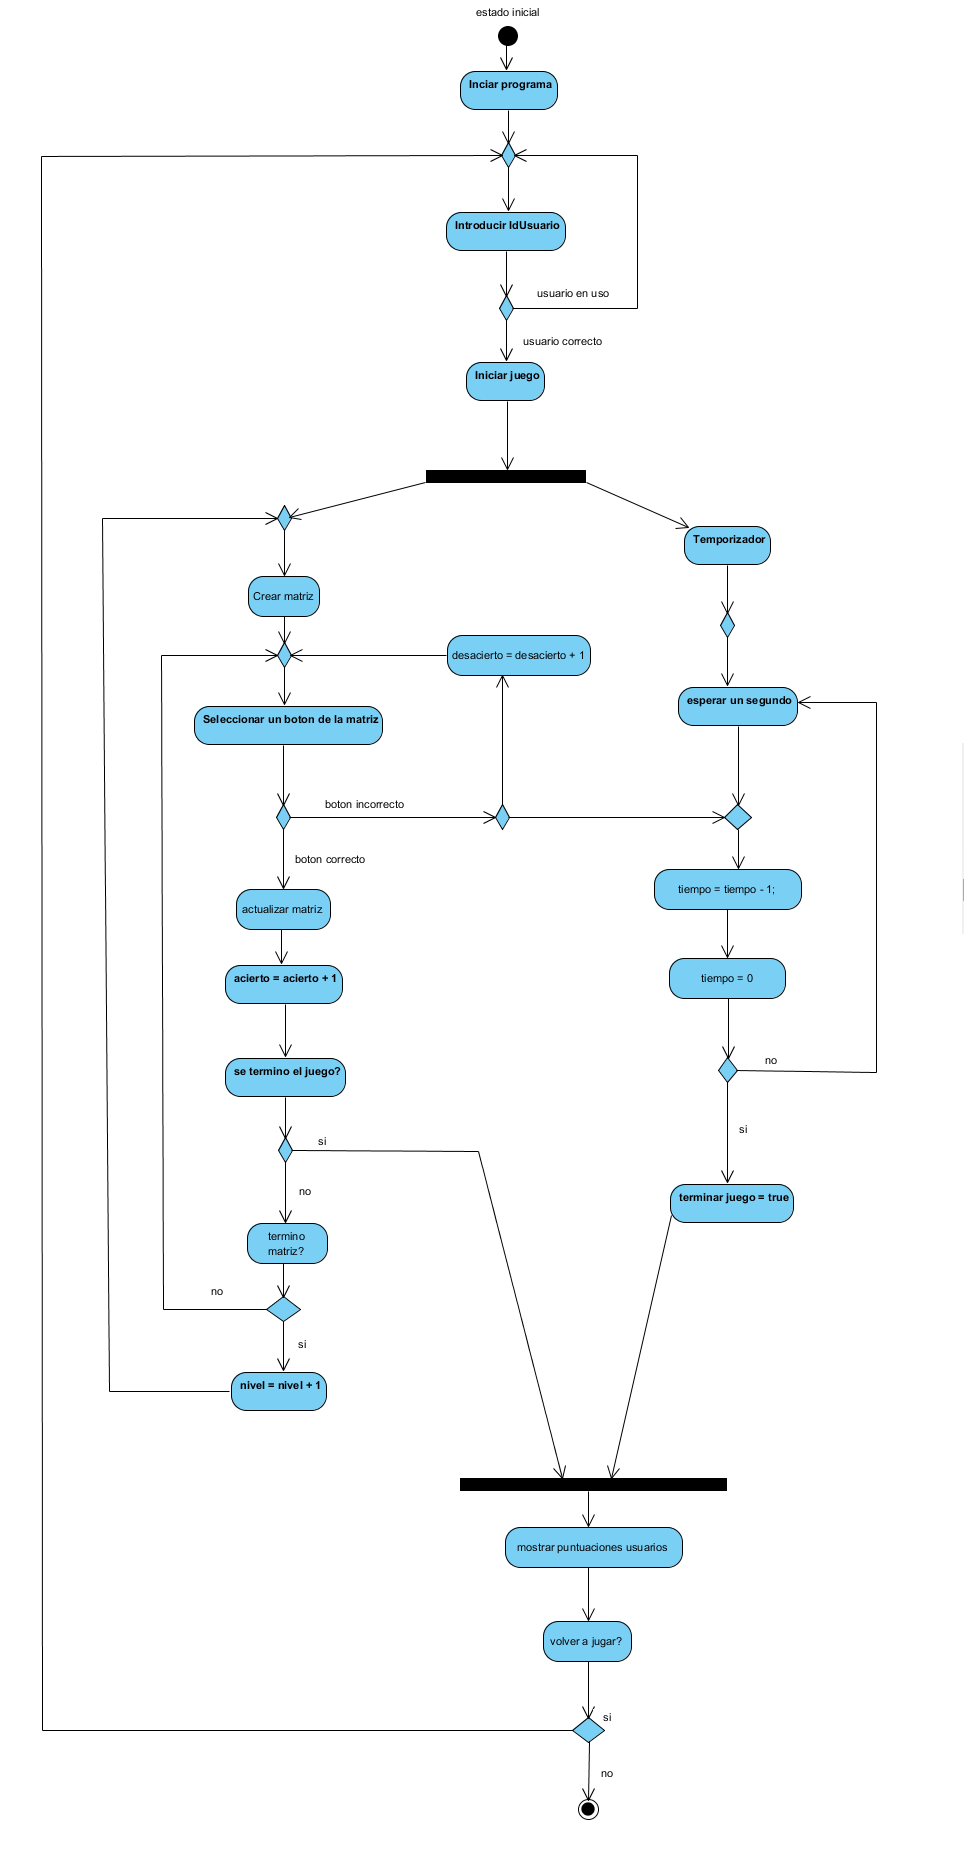 estado inicial
Inciar programa
Introducir IdUsuario
usuario en uso
usuario correcto
Iniciar juego
Temporizador
Crear matriz
desacierto = desacierto + 1
esperar un segundo
Seleccionar un boton de la matriz
boton incorrecto
boton correcto
tiempo = tiempo - 1;
actualizar matriz
acierto = acierto + 1
tiempo = 0
no
se termino el juego?
si
si
no
terminar juego = true
termino
matriz?
no
si
nivel = nivel + 1
mostrar puntuaciones usuarios
volver a jugar?
si
no